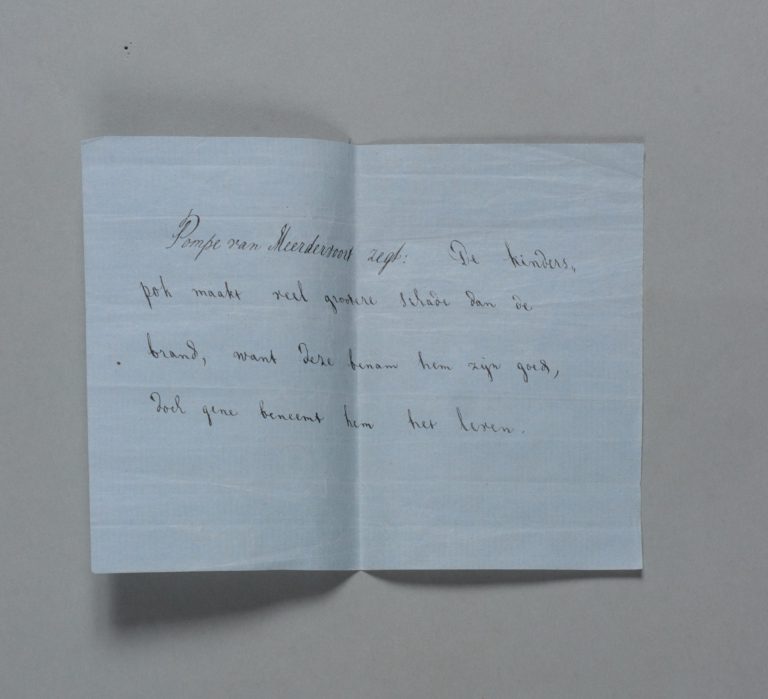 Pompe van Meerdervoort zegt: De kinders„
pok maakt veel grootere schade dan de
brand, want deze benam hem zijn goed,
doch gene beneemt hem het leven.